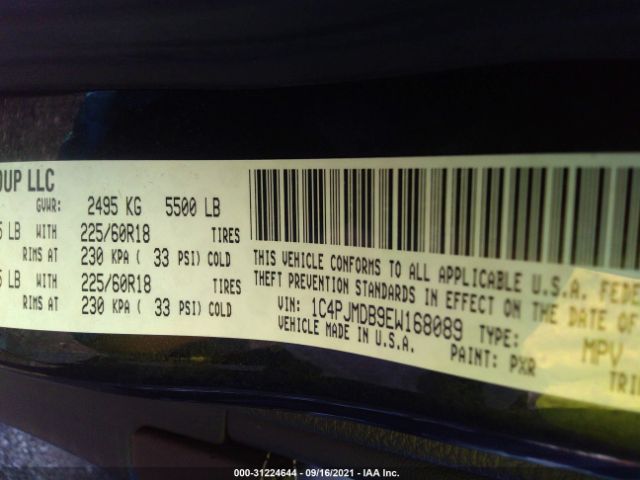 OUP LLC
GVWR: 2495 KG 5500 LB
LB WITH 225/60R18 TIRES
RIMS AT 230 KPA ( 33 PSI) COLD
LB WITH 225/60R18 TIRES
RIMS AT 230 KPA ( 33 PSI) COLD
THIS VEHICLE CONFORMS TO ALL APPLICABLE U.S.A. FEDE
THEFT PREVENTION STANDARDS IN EFFECT ON THE DATE OF
VIN: 1C4PJMDB9EW168089 TYPE: MPV
VEHICLE MADE IN U.S.A. PAINT: PXR TRI
000-31224644 - 09/16/2021 - IAA Inc.